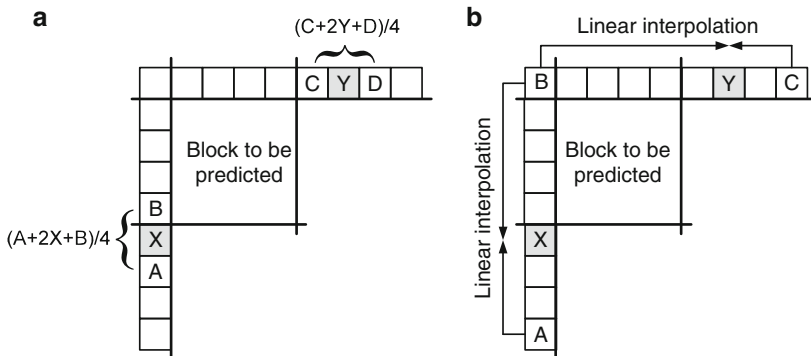 a
(C+2Y+D)/4
C Y D
Block to be
predicted
B
(A+2X+B)/4
X
A
b
Linear interpolation
B
Y
C
Block to be
predicted
Linear interpolation
X
A